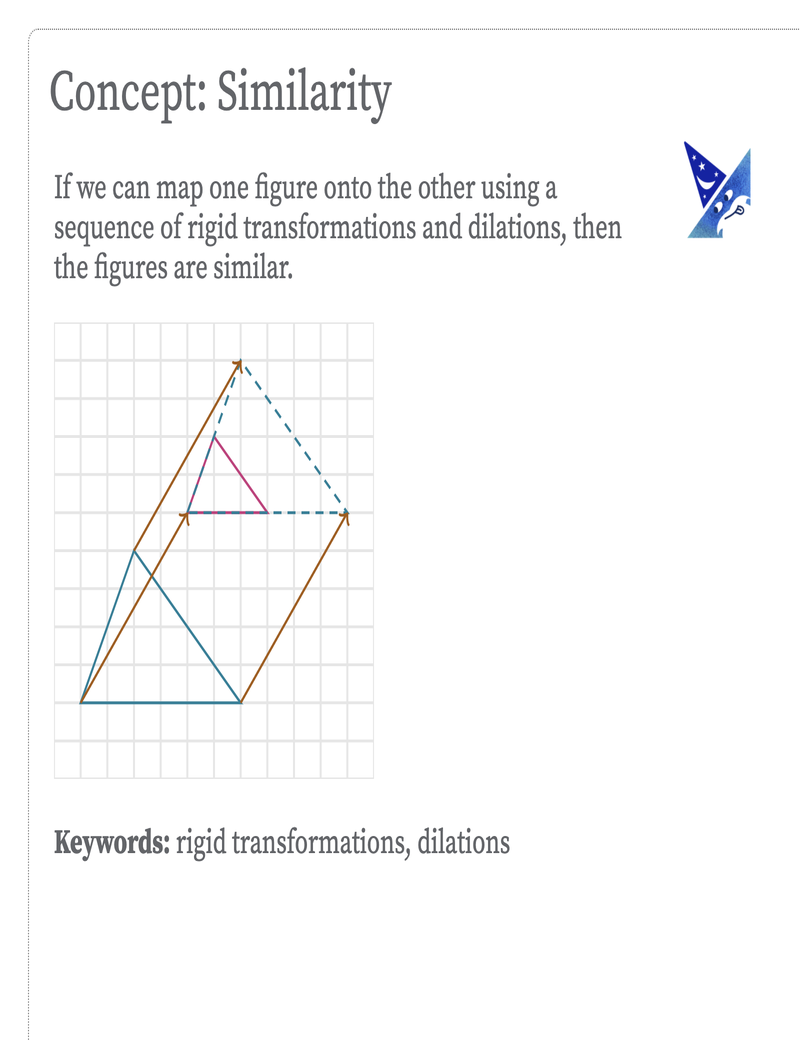 Concept: Similarity
If we can map one figure onto the other using a
sequence of rigid transformations and dilations, then
the figures are similar.
Keywords: rigid transformations, dilations